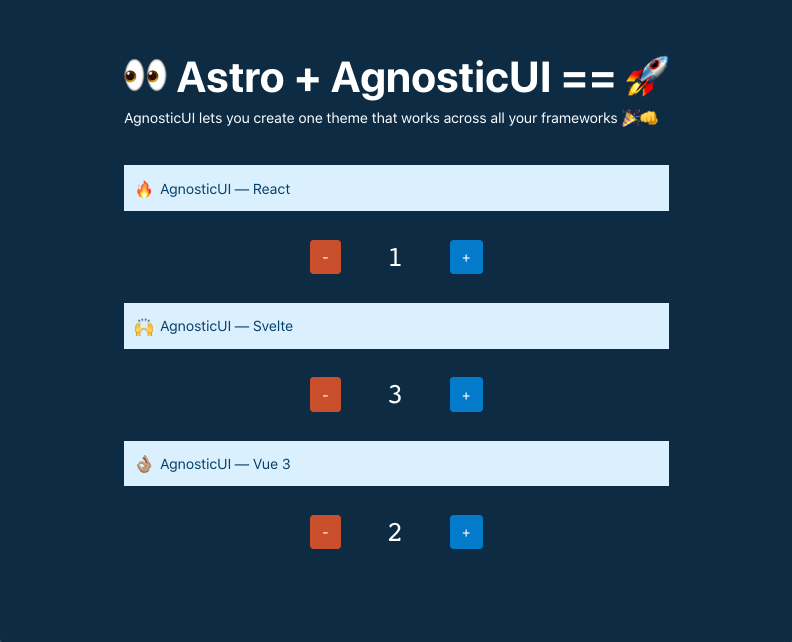 👀 Astro + AgnosticUI == 🚀
AgnosticUI lets you create one theme that works across all your frameworks 🎉👊
🔥 AgnosticUI — React
- 1 +
🙌 AgnosticUI — Svelte
- 3 +
👌🏽 AgnosticUI — Vue 3
- 2 +